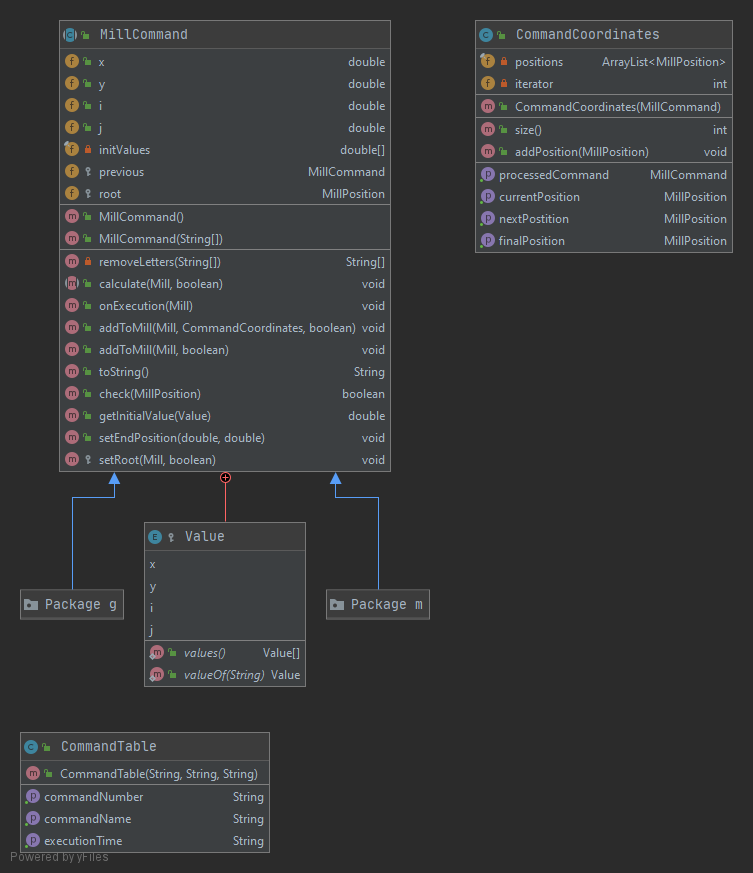 MillCommand
x double
y double
i double
j double
initValues double[]
previous MillCommand
root MillPosition
MillCommand()
MillCommand(String[])
removeLetters(String[]) String[]
calculate(Mill, boolean) void
onExecution(Mill) void
addToMill(Mill, CommandCoordinates, boolean) void
addToMill(Mill, boolean) void
toString() String
check(MillPosition) boolean
getInitialValue(Value) double
setEndPosition(double, double) void
setRoot(Mill, boolean) void
CommandCoordinates
positions ArrayList<MillPosition>
iterator int
CommandCoordinates(MillCommand)
size() int
addPosition(MillPosition) void
processedCommand MillCommand
currentPosition MillPosition
nextPostition MillPosition
finalPosition MillPosition
Value
x
y
i
j
values() Value[]
valueOf(String) Value
Package g
Package m
CommandTable
CommandTable(String, String, String)
commandNumber String
commandName String
executionTime String
Powered by yFiles